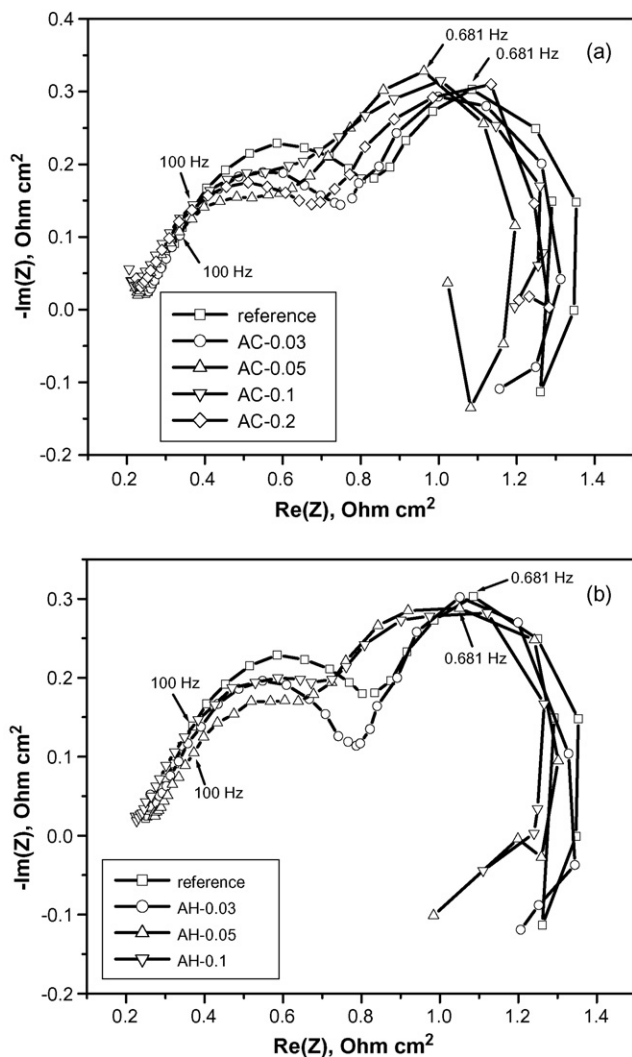 0.4
0.681 Hz
(a)
0.681 Hz
0.3
0.2
100 Hz
0.1
100 Hz
0.0
reference
AC-0.03
AC-0.05
AC-0.1
AC-0.2
-0.1
-0.2
-Im(Z), Ohm cm²
0.2 0.4 0.6 0.8 1.0 1.2 1.4
Re(Z), Ohm cm²
0.3
0.681 Hz
(b)
0.681 Hz
0.2
100 Hz
0.1
100 Hz
0.0
reference
AH-0.03
AH-0.05
AH-0.1
-0.1
-0.2
-Im(Z), Ohm cm²
0.2 0.4 0.6 0.8 1.0 1.2 1.4
Re(Z), Ohm cm²